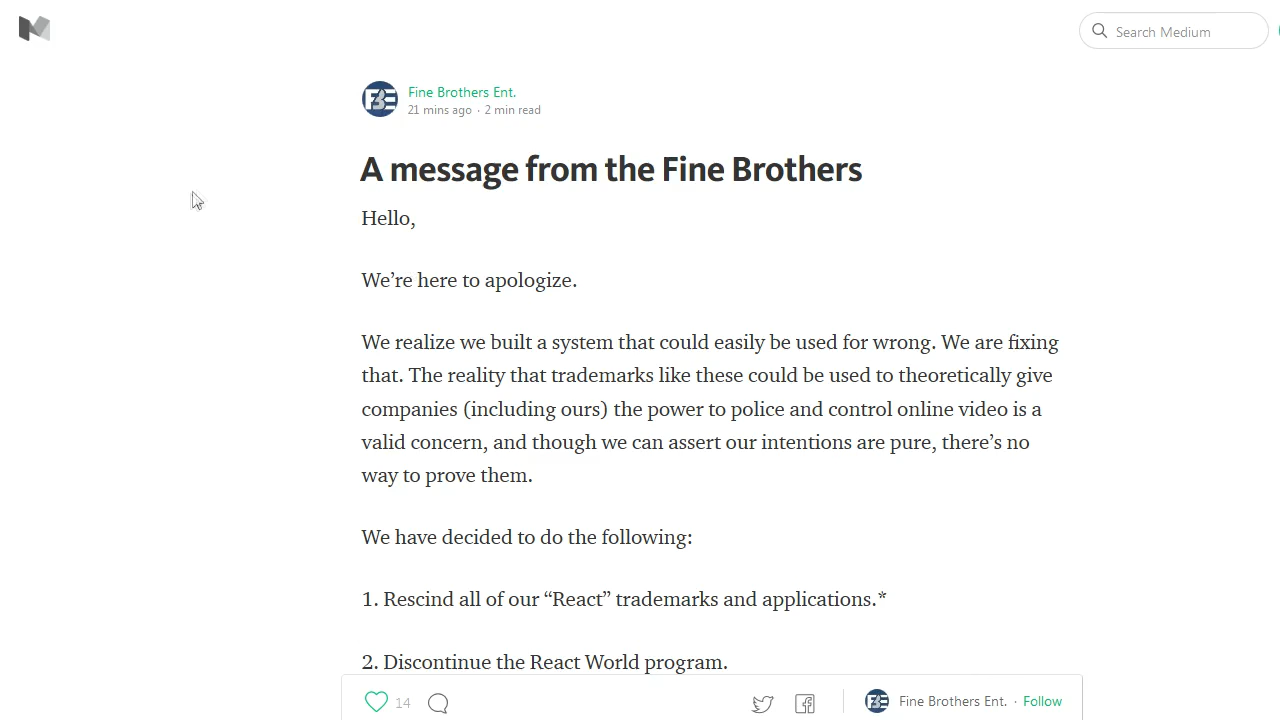 Search Medium
Fine Brothers Ent.
21 mins ago · 2 min read
A message from the Fine Brothers
Hello,
We’re here to apologize.
We realize we built a system that could easily be used for wrong. We are fixing
that. The reality that trademarks like these could be used to theoretically give
companies (including ours) the power to police and control online video is a
valid concern, and though we can assert our intentions are pure, there’s no
way to prove them.
We have decided to do the following:
1. Rescind all of our “React” trademarks and applications.*
2. Discontinue the React World program.
14
FBE Fine Brothers Ent. · Follow